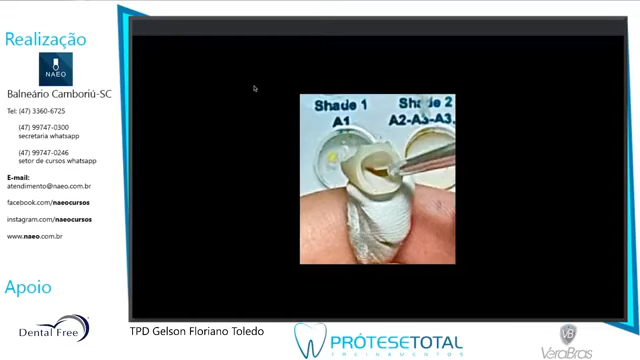 Realização
NAEO
Balneário Camboriú-SC
Tel: (47) 3360-6725
(47) 99747-0300
secretaria whatsapp
(47) 99747-0246
setor de cursos whatsapp
E-mail:
atendimento@naeo.com.br
facebook.com/naeocursos
instagram.com/naeocursos
www.naeo.com.br
Apoio
Dental Free
Shade 1
A1
Shade 2
A2-A3-A3.
TPD Gelson Floriano Toledo
PRÓTESETOTAL
TREINAMENTOS
VB
VeraBras